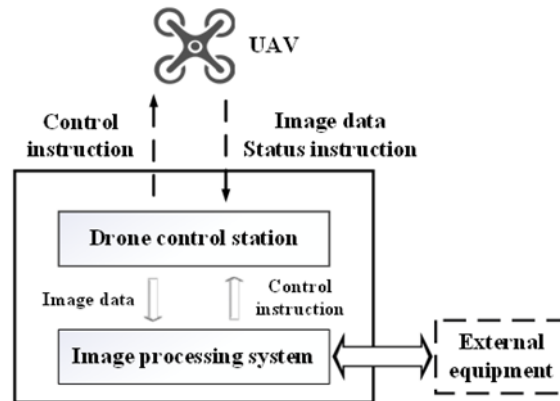 UAV
Control
instruction
Image data
Status instruction
Drone control station
Image data
Control
instruction
Image processing system
External
equipment